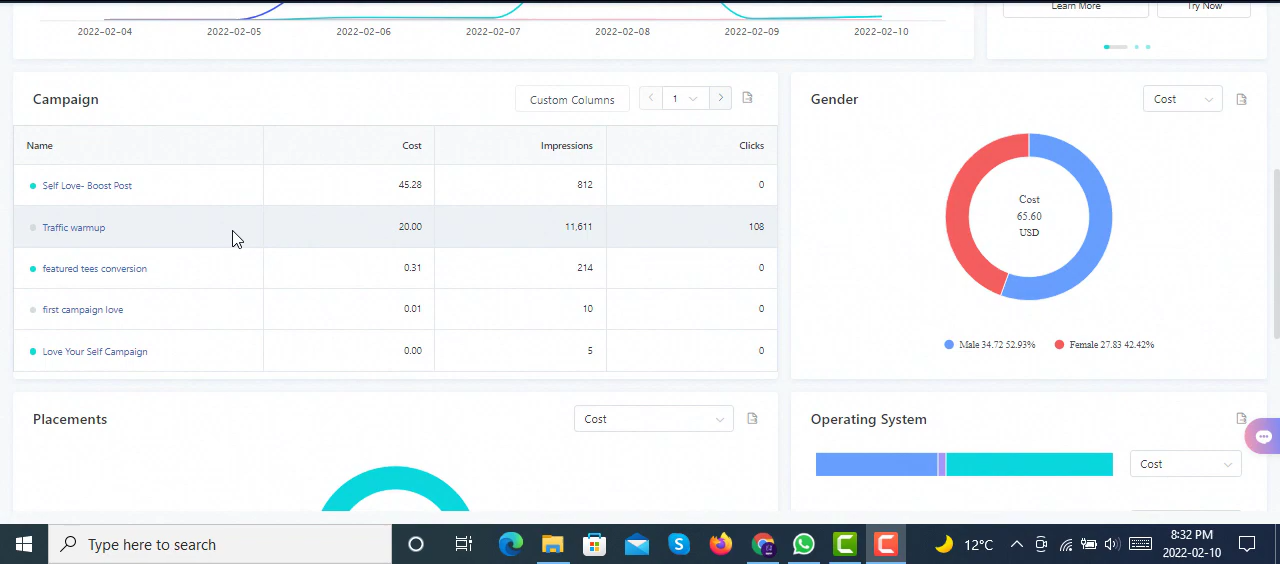 Learn More Try Now
2022-02-04 2022-02-05 2022-02-06 2022-02-07 2022-02-08 2022-02-09 2022-02-10
Campaign Custom Columns 1
Name Cost Impressions Clicks
Self Love- Boost Post 45.28 812 0
Traffic warmup 20.00 11,611 108
featured tees conversion 0.31 214 0
first campaign love 0.01 10 0
Love Your Self Campaign 0.00 5 0
Gender Cost
Cost
65.60
USD
Male 34.72 52.93% Female 27.83 42.42%
Placements Cost
Operating System
Cost
Type here to search
12°C
8:32 PM
2022-02-10